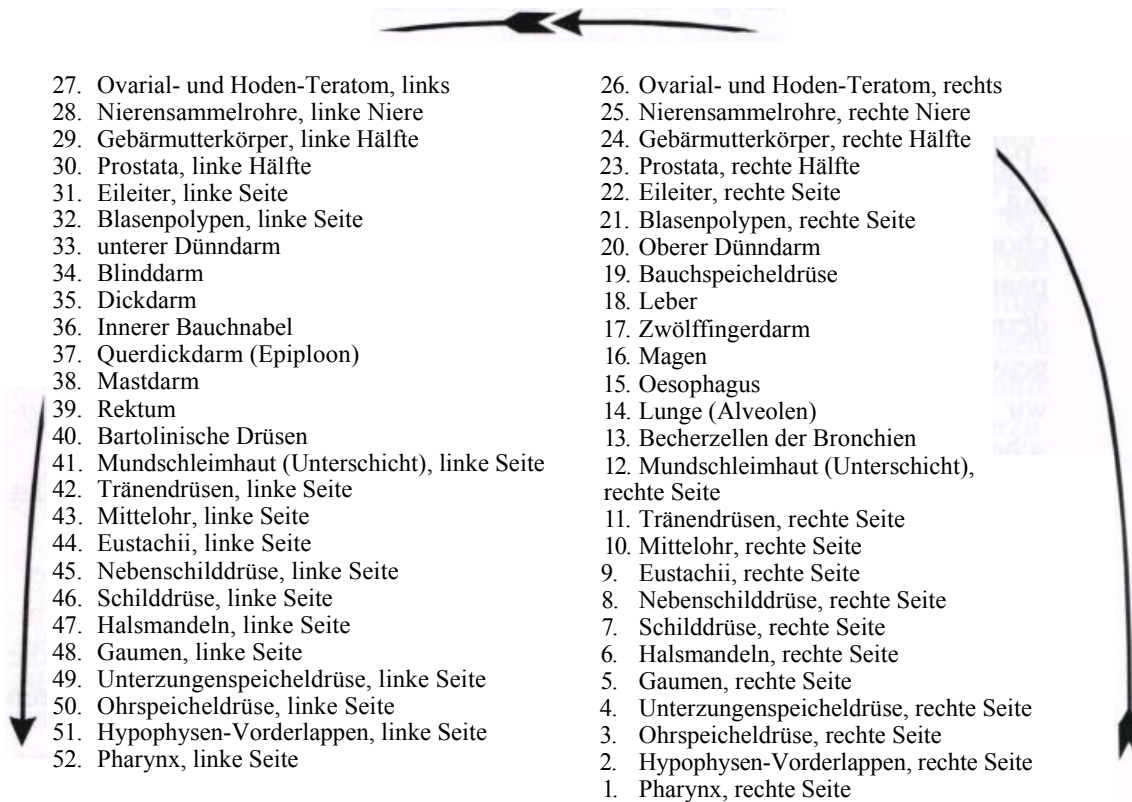 27. Ovarial- und Hoden-Teratom, links
28. Nierensammelrohre, linke Niere
29. Gebärmutterkörper, linke Hälfte
30. Prostata, linke Hälfte
31. Eileiter, linke Seite
32. Blasenpolypen, linke Seite
33. unterer Dünndarm
34. Blinddarm
35. Dickdarm
36. Innerer Bauchnabel
37. Querdickdarm (Epiploon)
38. Mastdarm
39. Rektum
40. Bartolinische Drüsen
41. Mundschleimhaut (Unterschicht), linke Seite
42. Tränendrüsen, linke Seite
43. Mittelohr, linke Seite
44. Eustachii, linke Seite
45. Nebenschilddrüse, linke Seite
46. Schilddrüse, linke Seite
47. Halsmandeln, linke Seite
48. Gaumen, linke Seite
49. Unterzungenspeicheldrüse, linke Seite
50. Ohrspeicheldrüse, linke Seite
51. Hypophysen-Vorderlappen, linke Seite
52. Pharynx, linke Seite
26. Ovarial- und Hoden-Teratom, rechts
25. Nierensammelrohre, rechte Niere
24. Gebärmutterkörper, rechte Hälfte
23. Prostata, rechte Hälfte
22. Eileiter, rechte Seite
21. Blasenpolypen, rechte Seite
20. Oberer Dünndarm
19. Bauchspeicheldrüse
18. Leber
17. Zwölffingerdarm
16. Magen
15. Oesophagus
14. Lunge (Alveolen)
13. Becherzellen der Bronchien
12. Mundschleimhaut (Unterschicht),
rechte Seite
11. Tränendrüsen, rechte Seite
10. Mittelohr, rechte Seite
9. Eustachii, rechte Seite
8. Nebenschilddrüse, rechte Seite
7. Schilddrüse, rechte Seite
6. Halsmandeln, rechte Seite
5. Gaumen, rechte Seite
4. Unterzungenspeicheldrüse, rechte Seite
3. Ohrspeicheldrüse, rechte Seite
2. Hypophysen-Vorderlappen, rechte Seite
1. Pharynx, rechte Seite